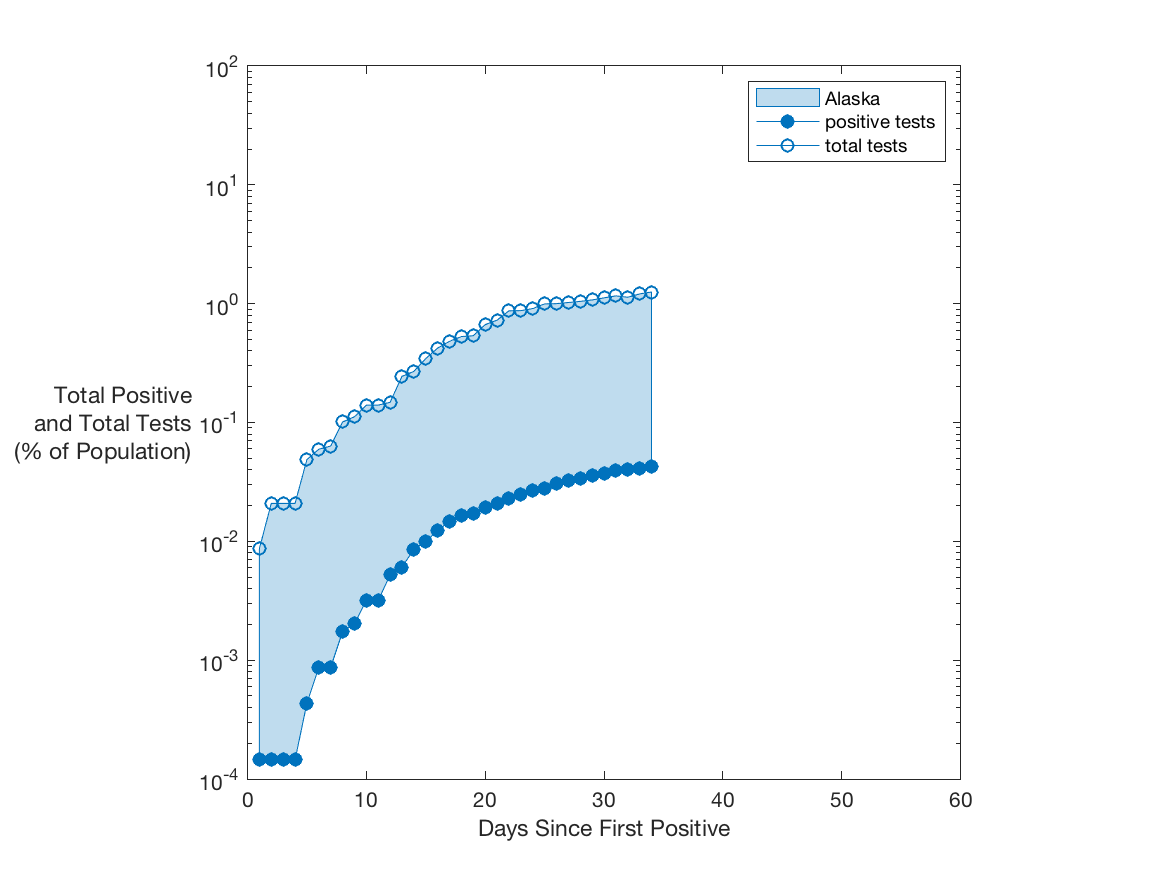 10^2
10^1
10^0
10^-1
10^-2
10^-3
10^-4
Total Positive
and Total Tests
(% of Population)
Alaska
positive tests
total tests
0 10 20 30 40 50 60
Days Since First Positive